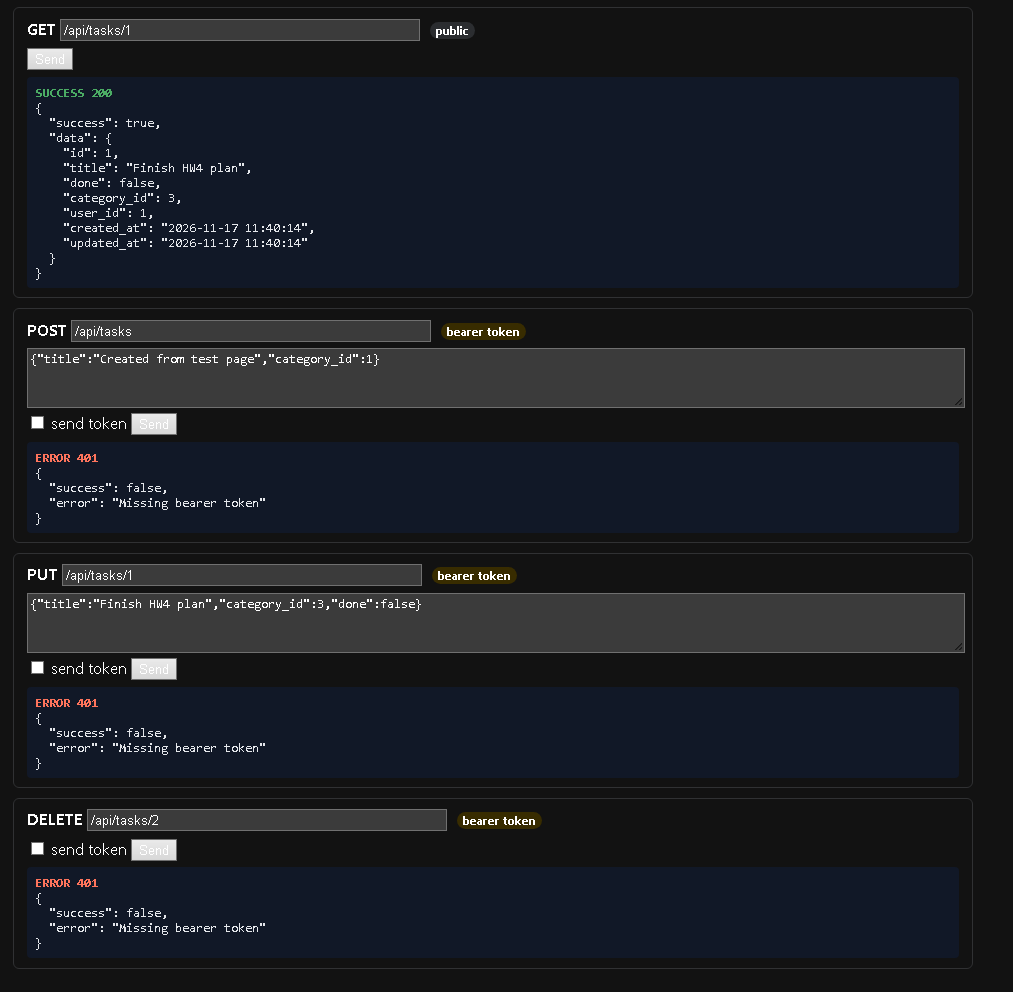 GET /api/tasks/1 public
Send
SUCCESS 200
{
  "success": true,
  "data": {
    "id": 1,
    "title": "Finish HW4 plan",
    "done": false,
    "category_id": 3,
    "user_id": 1,
    "created_at": "2026-11-17 11:40:14",
    "updated_at": "2026-11-17 11:40:14"
  }
}
POST /api/tasks bearer token
{"title":"Created from test page","category_id":1}
send token Send
ERROR 401
{
  "success": false,
  "error": "Missing bearer token"
}
PUT /api/tasks/1 bearer token
{"title":"Finish HW4 plan","category_id":3,"done":false}
send token Send
ERROR 401
{
  "success": false,
  "error": "Missing bearer token"
}
DELETE /api/tasks/2 bearer token
send token Send
ERROR 401
{
  "success": false,
  "error": "Missing bearer token"
}